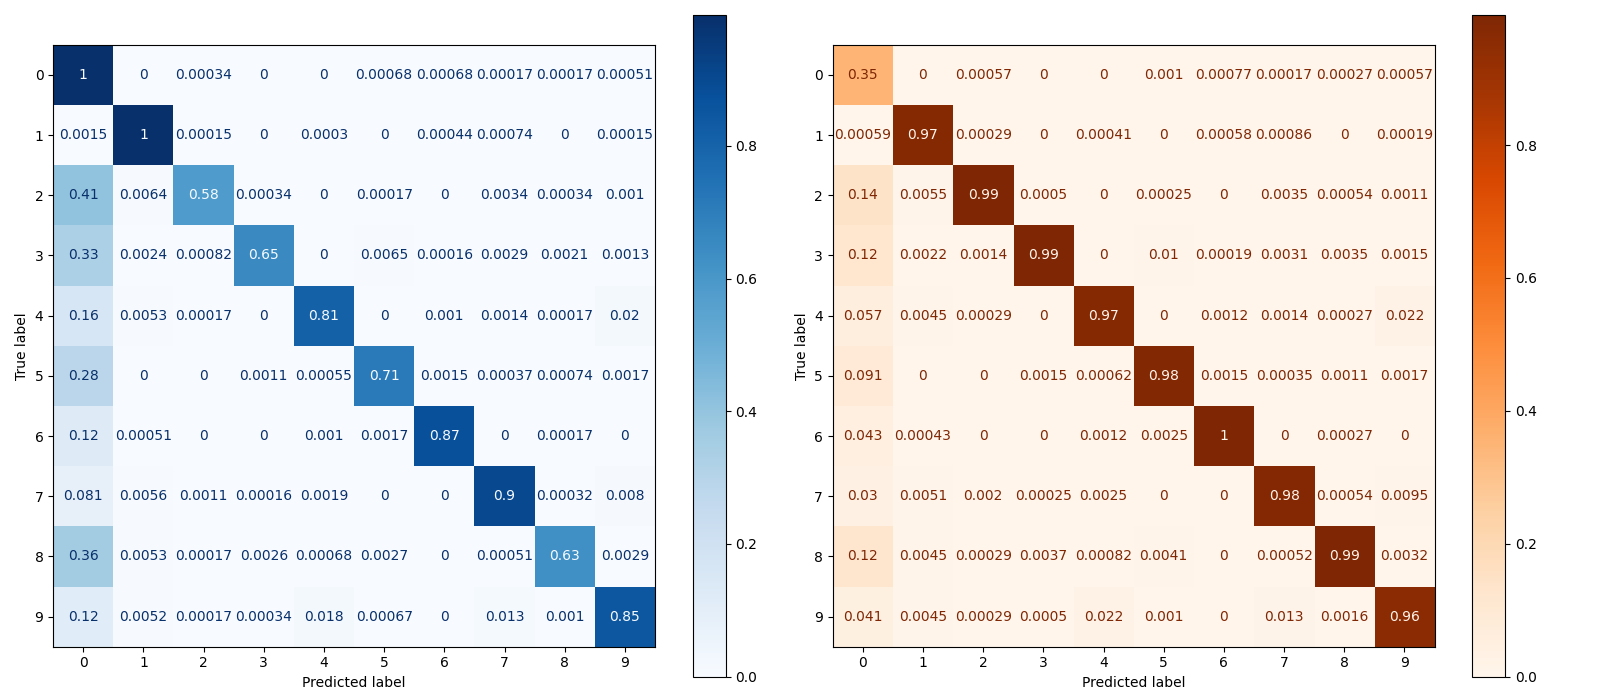 0 1 0 0.00034 0 0 0.00068 0.00068 0.00017 0.00017 0.00051
1 0.0015 1 0.00015 0 0.0003 0 0.00044 0.00074 0 0.00015
2 0.41 0.0064 0.58 0.00034 0 0.00017 0 0.0034 0.00034 0.001
3 0.33 0.0024 0.00082 0.65 0 0.0065 0.00016 0.0029 0.0021 0.0013
4 0.16 0.0053 0.00017 0 0.81 0 0.001 0.0014 0.00017 0.02
5 0.28 0 0 0.0011 0.00055 0.71 0.0015 0.00037 0.00074 0.0017
6 0.12 0.00051 0 0 0.001 0.0017 0.87 0 0.00017 0
7 0.081 0.0056 0.0011 0.00016 0.0019 0 0 0.9 0.00032 0.008
8 0.36 0.0053 0.00017 0.0026 0.00068 0.0027 0 0.00051 0.63 0.0029
9 0.12 0.0052 0.00017 0.00034 0.018 0.00067 0 0.013 0.001 0.85
0 1 2 3 4 5 6 7 8 9
Predicted label
True label
0.8
0.6
0.4
0.2
0.0
0 0.35 0 0.00057 0 0 0.001 0.00077 0.00017 0.00027 0.00057
1 0.00059 0.97 0.00029 0 0.00041 0 0.00058 0.00086 0 0.00019
2 0.14 0.0055 0.99 0.0005 0 0.00025 0 0.0035 0.00054 0.0011
3 0.12 0.0022 0.0014 0.99 0 0.01 0.00019 0.0031 0.0035 0.0015
4 0.057 0.0045 0.00029 0 0.97 0 0.0012 0.0014 0.00027 0.022
5 0.091 0 0 0.0015 0.00062 0.98 0.0015 0.00035 0.0011 0.0017
6 0.043 0.00043 0 0 0.0012 0.0025 1 0 0.00027 0
7 0.03 0.0051 0.002 0.00025 0.0025 0 0 0.98 0.00054 0.0095
8 0.12 0.0045 0.00029 0.0037 0.00082 0.0041 0 0.00052 0.99 0.0032
9 0.041 0.0045 0.00029 0.0005 0.022 0.001 0 0.013 0.0016 0.96
0 1 2 3 4 5 6 7 8 9
Predicted label
True label
0.8
0.6
0.4
0.2
0.0